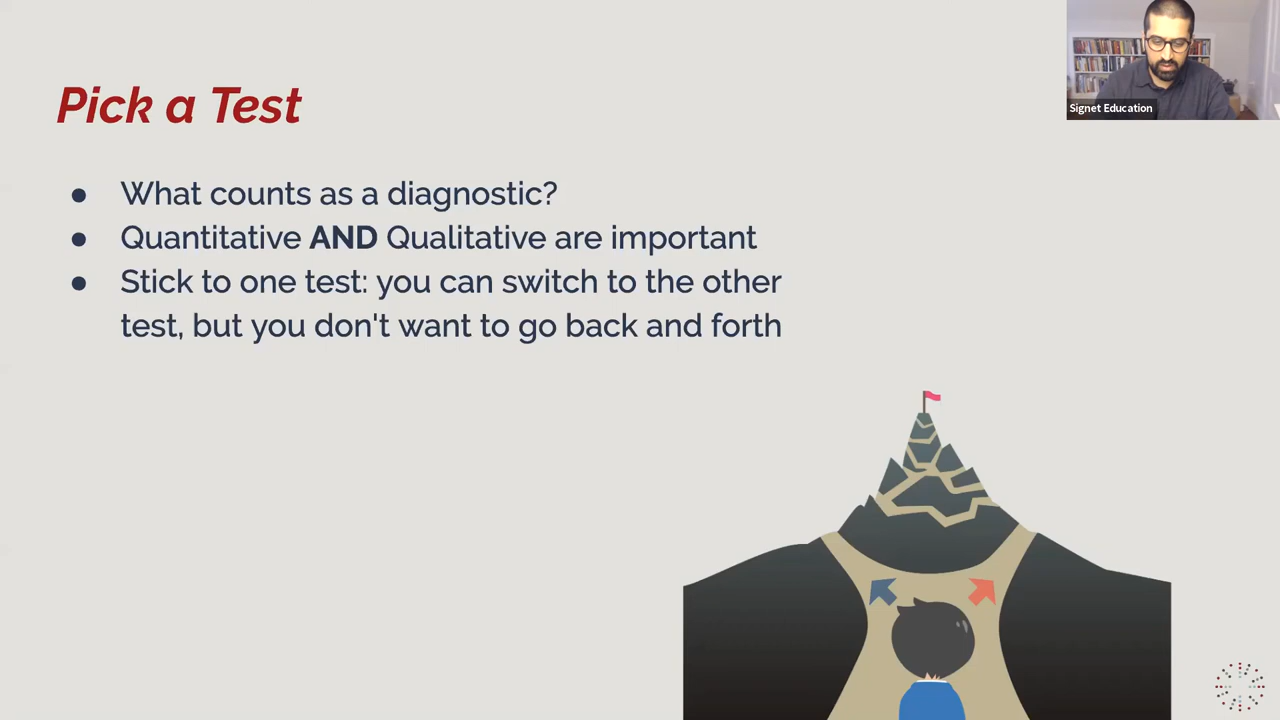 Signet Education
Pick a Test
● What counts as a diagnostic?
● Quantitative AND Qualitative are important
● Stick to one test: you can switch to the other
test, but you don't want to go back and forth